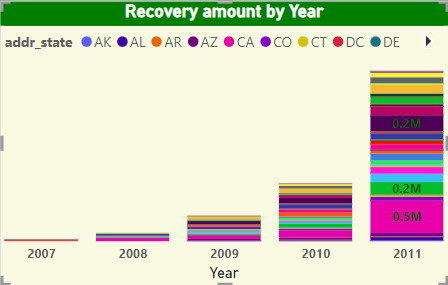 Recovery amount by Year
addr_state AK AL AR AZ CA CO CT DC DE
0.2M
0.2M
0.5M
2007 2008 2009 2010 2011
Year